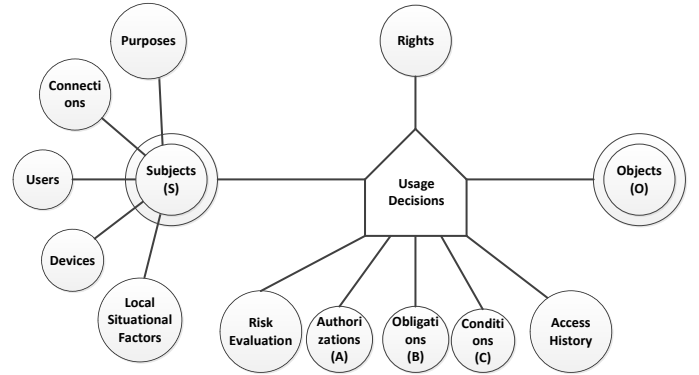 Purposes
Rights
Connecti
ons
Users
Subjects
(S)
Usage
Decisions
Objects
(O)
Devices
Local
Situational
Factors
Risk
Evaluation
Authori
zations
(A)
Obligati
ons
(B)
Conditi
ons
(C)
Access
History